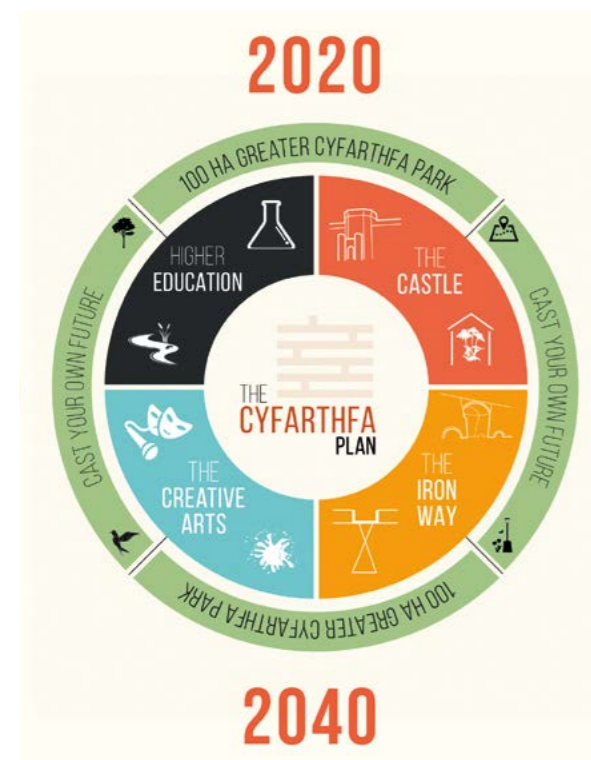 2020
100 HA GREATER CYFARTHFA PARK
HIGHER
EDUCATION
THE
CASTLE
CAST YOUR OWN FUTURE
CAST YOUR OWN FUTURE
THE
CYFARTHFA
PLAN
THE
CREATIVE
ARTS
THE
IRON
WAY
100 HA GREATER CYFARTHFA PARK
2040